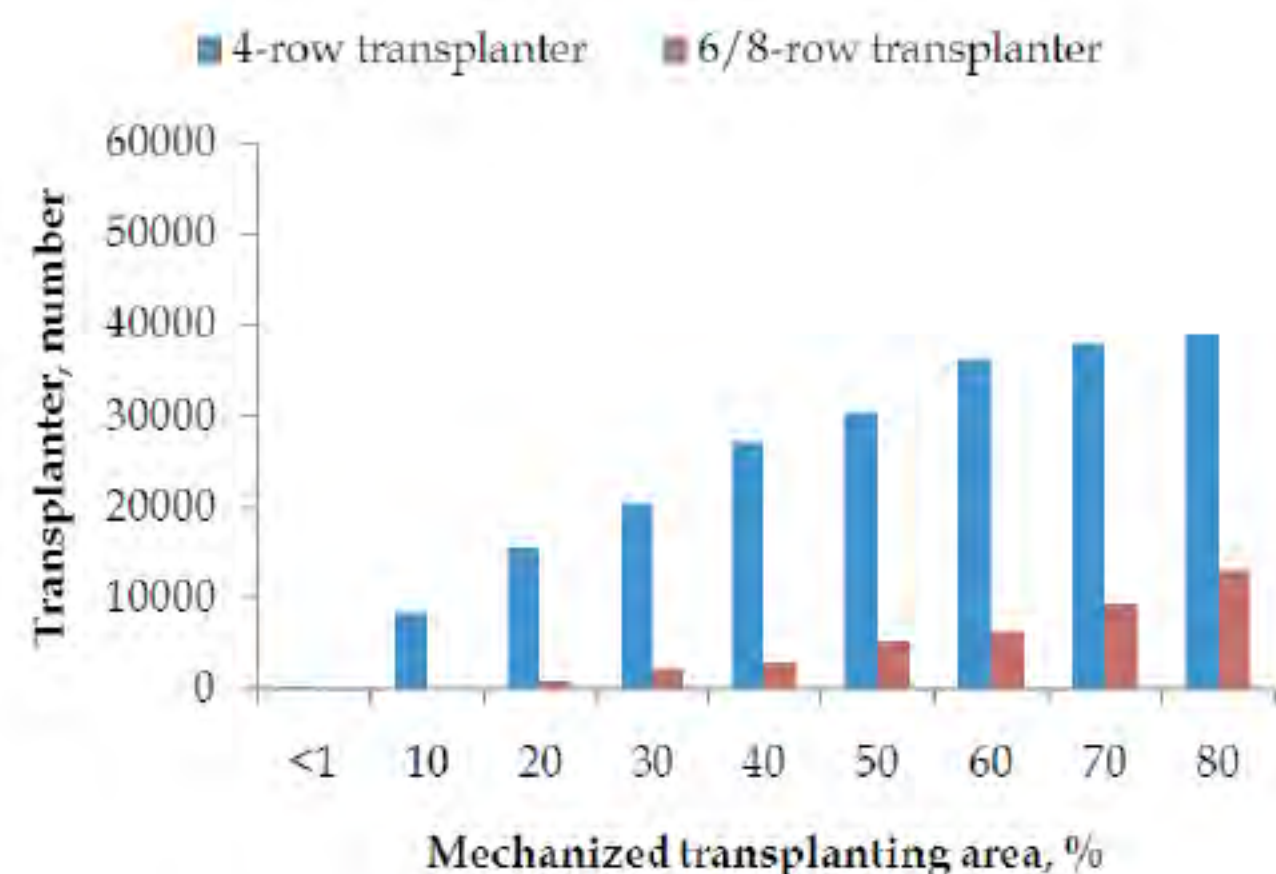 4-row transplanter 6/8-row transplanter
60000
50000
40000
30000
20000
10000
0
Transplanter, number
<1 10 20 30 40 50 60 70 80
Mechanized transplanting area, %